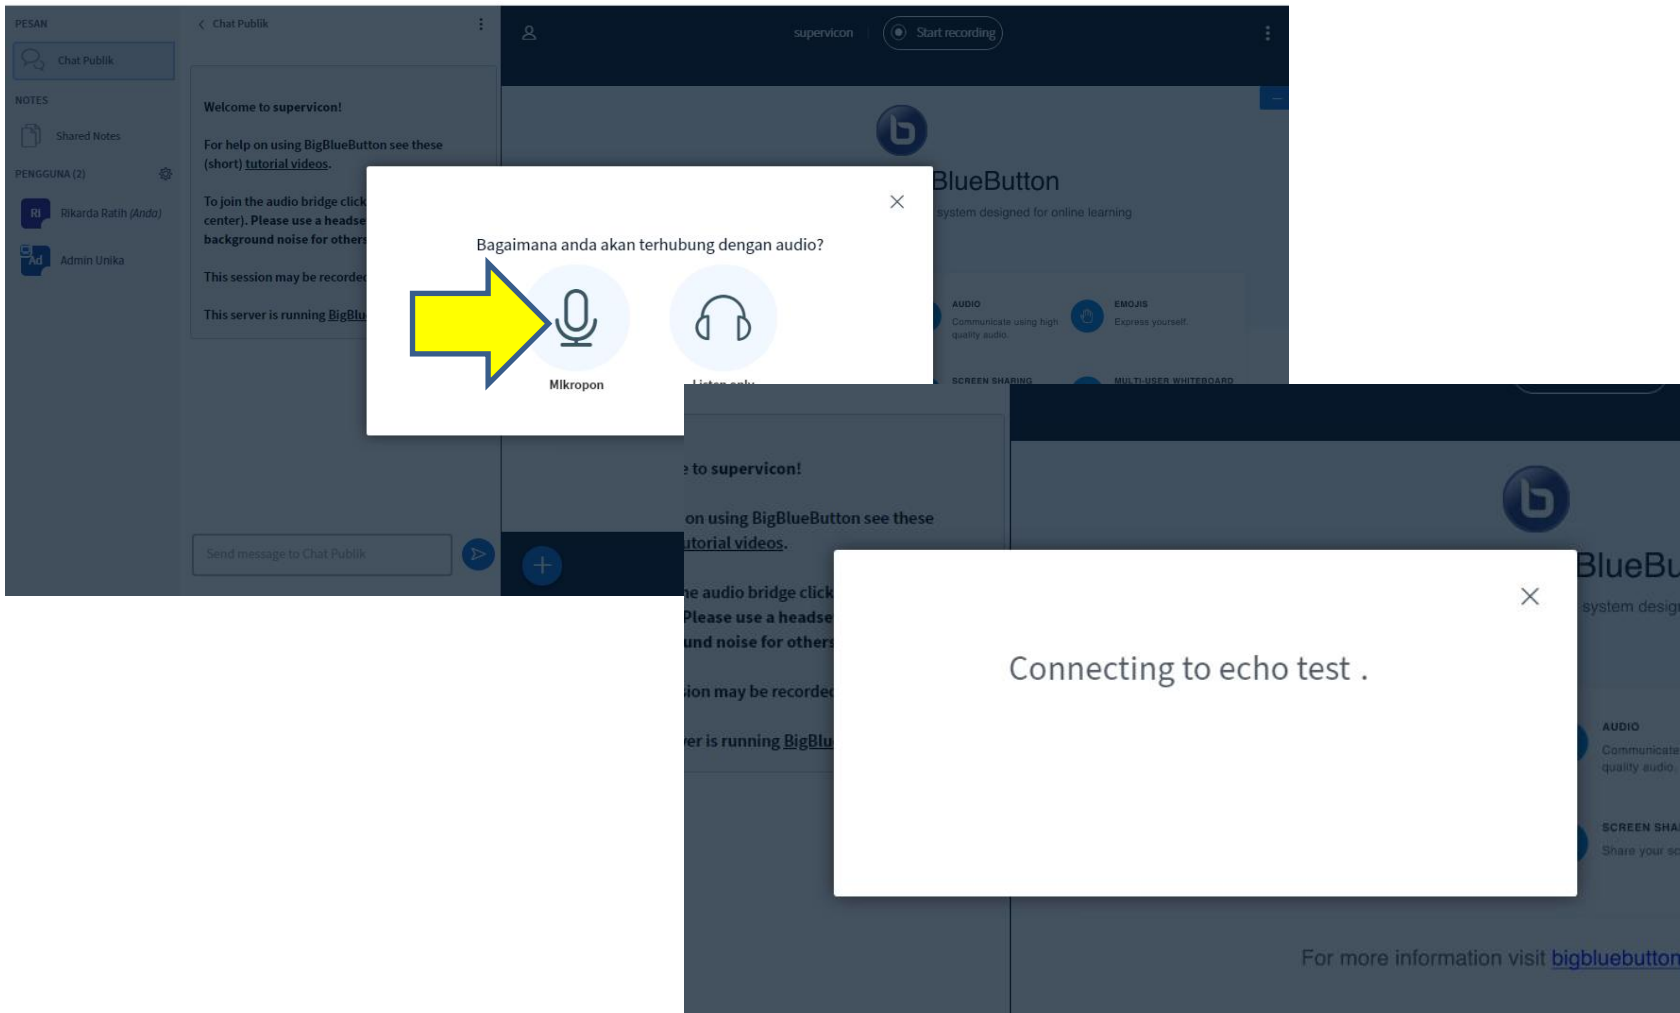 PESAN
Chat Publik
NOTES
Shared Notes
PENGGUNA (2)
RI Rikarda Ratih (Anda)
Ad Admin Unika
Chat Publik
Welcome to supervicon!
For help on using BigBlueButton see these
(short) tutorial videos.
To join the audio bridge click
center). Please use a headse
background noise for others
This session may be recorded
This server is running BigBlu
Send message to Chat Publik
supervicon
Start recording
BlueButton
system designed for online learning
AUDIO
Communicate using high
quality audio.
EMOJIS
Express yourself.
SCREEN SHARING
MULTI-USER WHITEBOARD
Bagaimana anda akan terhubung dengan audio?
MIkropon
Listen only
e to supervicon!
on using BigBlueButton see these
utorial videos.
he audio bridge click
Please use a headse
und noise for others
sion may be recorded
er is running BigBlu
BlueBu
system design
Connecting to echo test .
AUDIO
Communicate
quality audio.
SCREEN SHA
Share your sc
For more information visit bigbluebutton